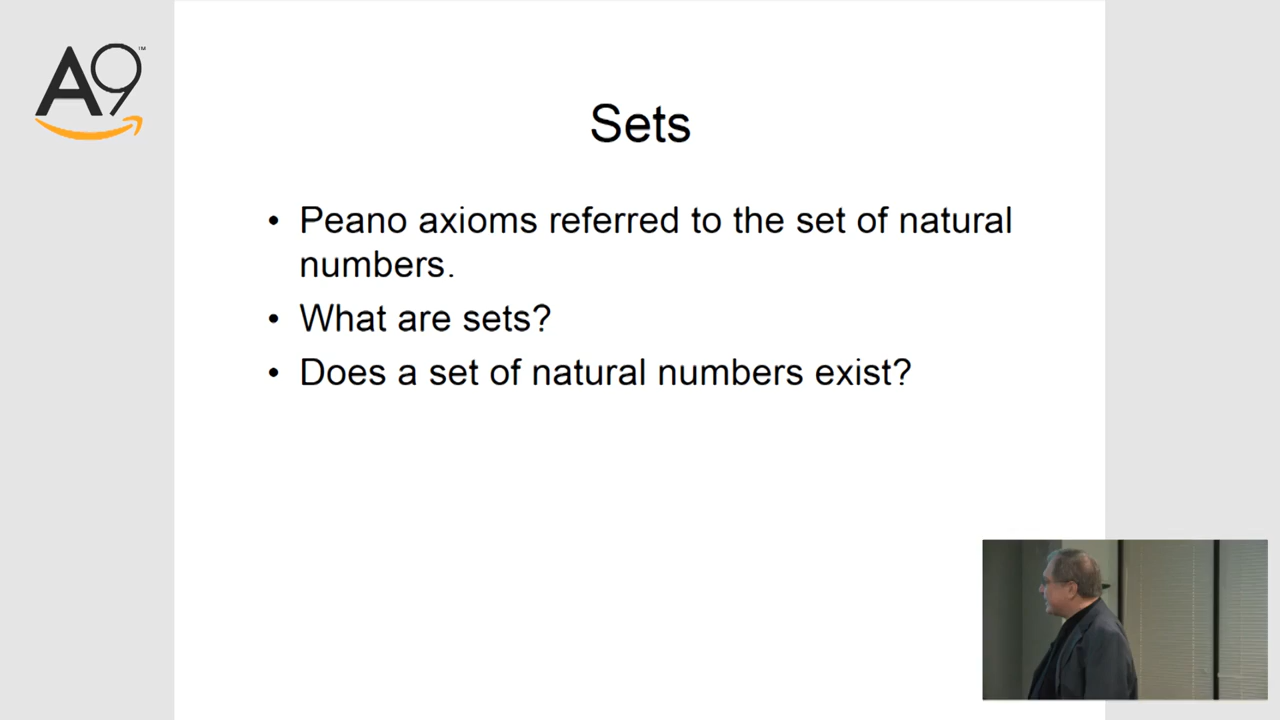 A9™
Sets
• Peano axioms referred to the set of natural
numbers.
• What are sets?
• Does a set of natural numbers exist?